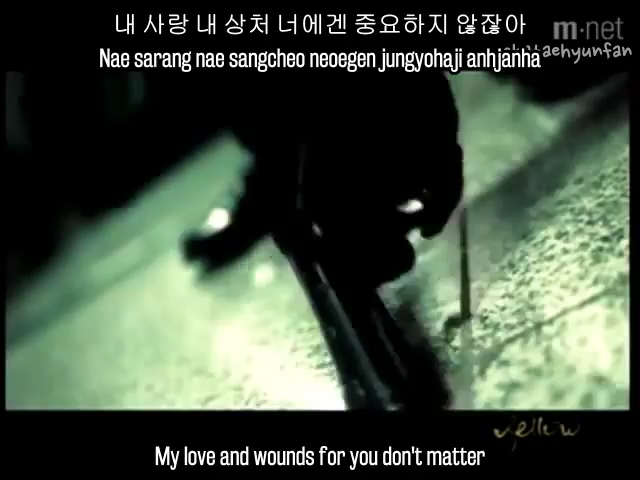 내 사랑 내 상처 너에겐 중요하지 않잖아
m·net
Nae sarang nae sangcheo neoegen jungyohaji anhjanha
yellow
My love and wounds for you don't matter